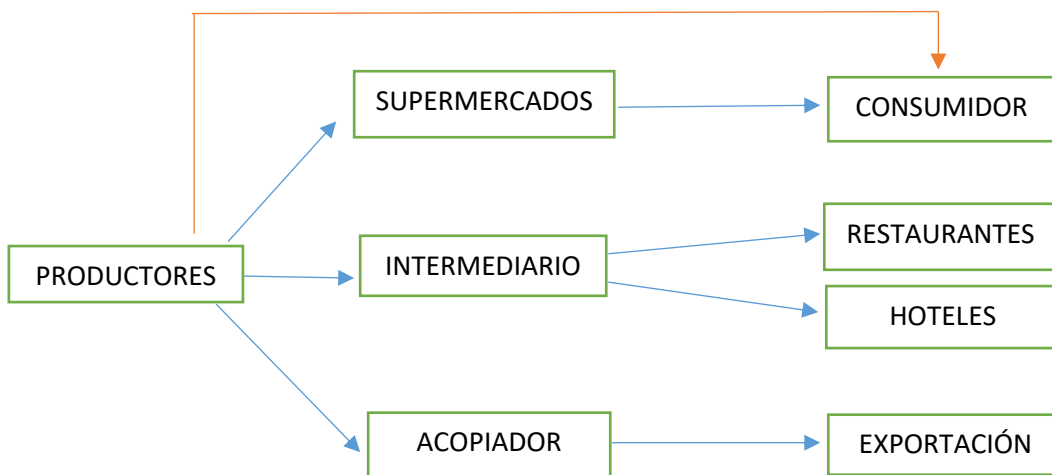 SUPERMERCADOS
CONSUMIDOR
RESTAURANTES
PRODUCTORES
INTERMEDIARIO
HOTELES
ACOPIADOR
EXPORTACIÓN